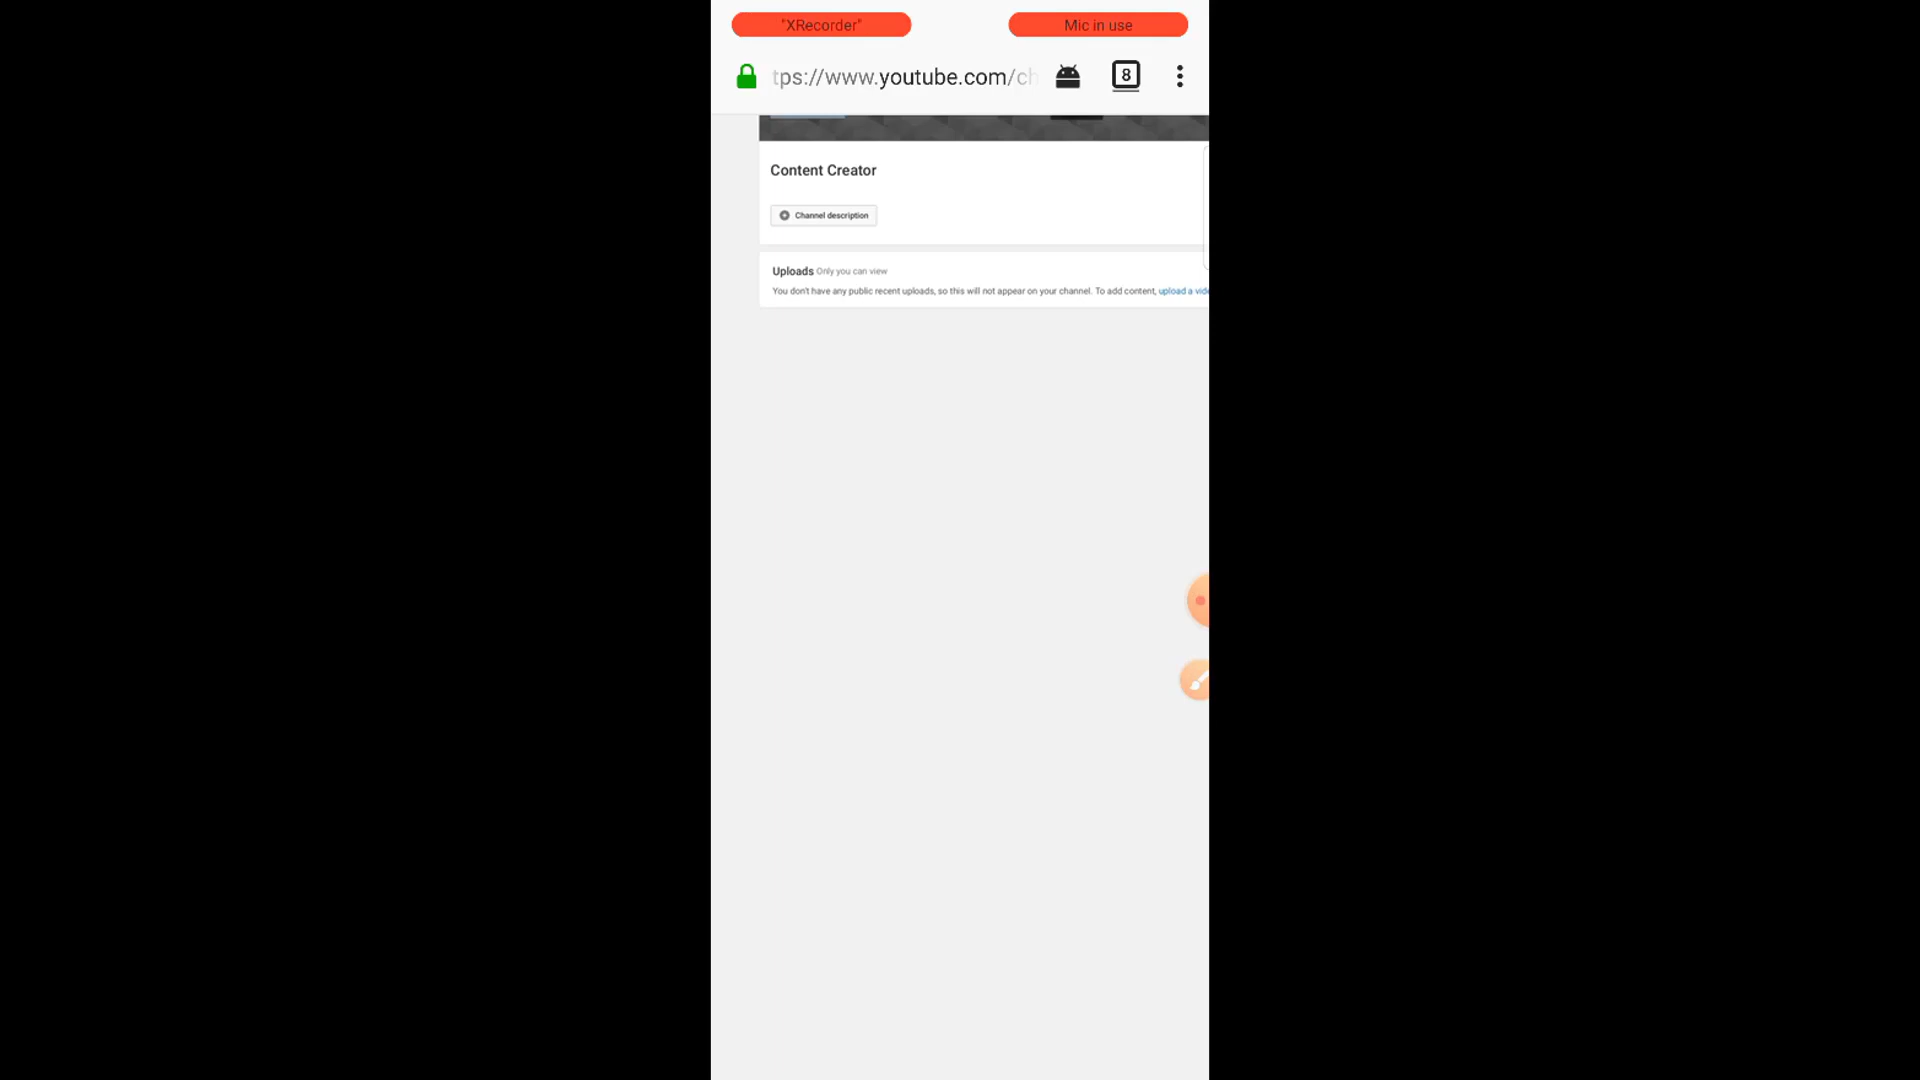 "XRecorder"
Mic in use
tps://www.youtube.com/ch
8
Content Creator
Channel description
Uploads Only you can view
You don't have any public recent uploads, so this will not appear on your channel. To add content, upload a vide